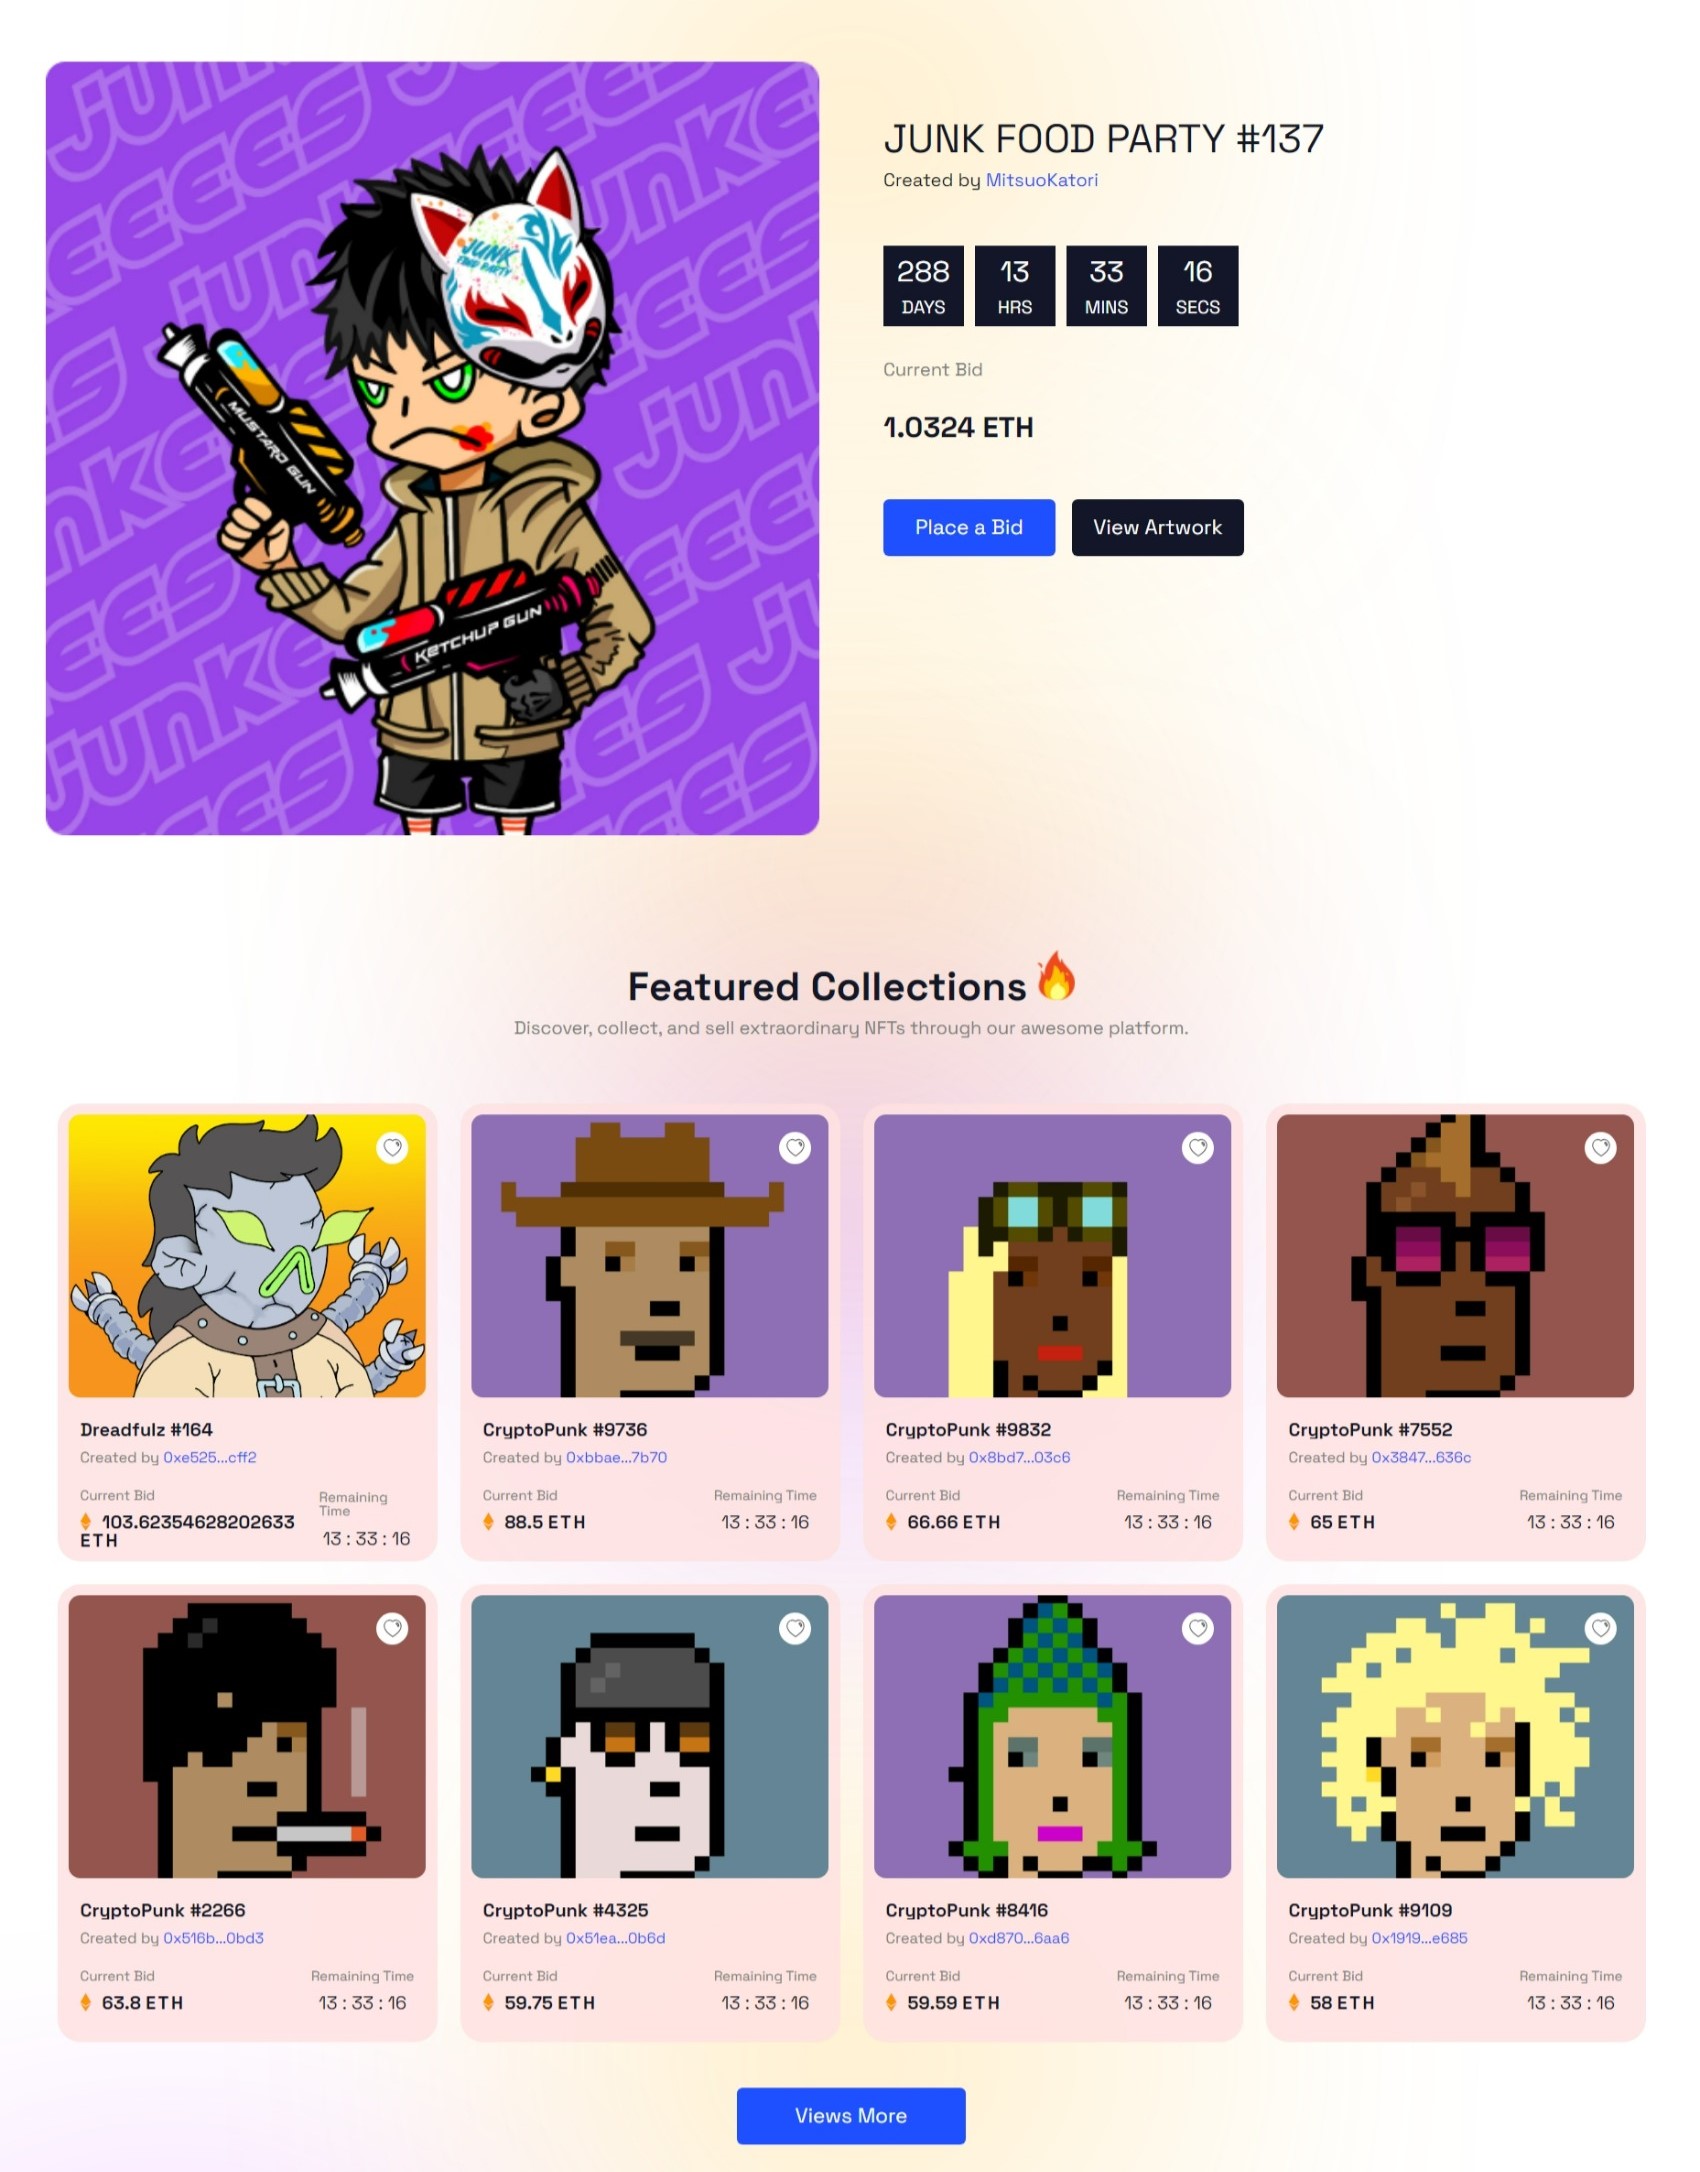 JUNK FOOD PARTY #137
Created by MitsuoKatori
288 13 33 16
DAYS HRS MINS SECS
Current Bid
1.0324 ETH
Place a Bid View Artwork
JUNK
FOOD PARTY
MUSTARD GUN
KETCHUP GUN
JUNKEEES
Featured Collections
Discover, collect, and sell extraordinary NFTs through our awesome platform.
Dreadfulz #164
Created by 0xe525...cff2
Current Bid Remaining Time
103.62354628202633 ETH 13 : 33 : 16
CryptoPunk #9736
Created by 0xbbae...7b70
Current Bid Remaining Time
88.5 ETH 13 : 33 : 16
CryptoPunk #9832
Created by 0x8bd7...03c6
Current Bid Remaining Time
66.66 ETH 13 : 33 : 16
CryptoPunk #7552
Created by 0x3847...636c
Current Bid Remaining Time
65 ETH 13 : 33 : 16
CryptoPunk #2266
Created by 0x516b...0bd3
Current Bid Remaining Time
63.8 ETH 13 : 33 : 16
CryptoPunk #4325
Created by 0x51ea...0b6d
Current Bid Remaining Time
59.75 ETH 13 : 33 : 16
CryptoPunk #8416
Created by 0xd870...6aa6
Current Bid Remaining Time
59.59 ETH 13 : 33 : 16
CryptoPunk #9109
Created by 0x1919...e685
Current Bid Remaining Time
58 ETH 13 : 33 : 16
Views More